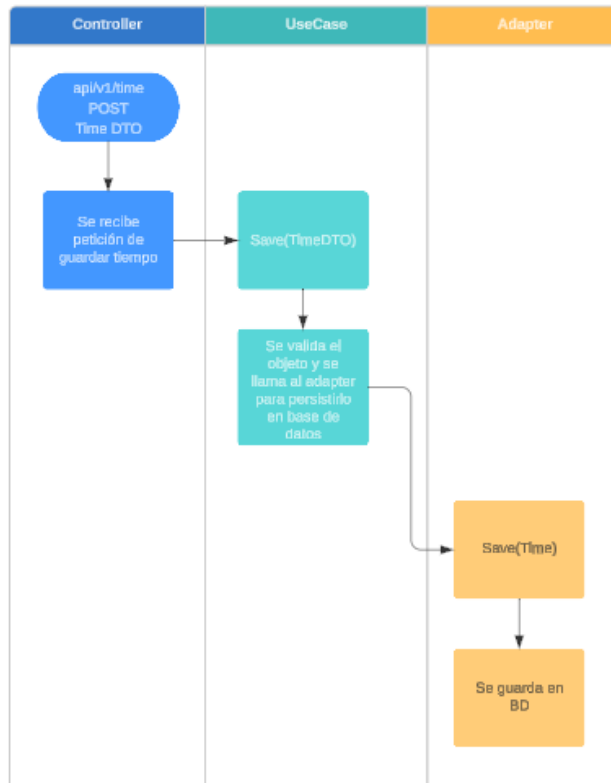 Controller
UseCase
Adapter
api/v1/time
POST
Time DTO
Se recibe
petición de
guardar tiempo
Save(TimeDTO)
Se valida el
objeto y se
llama al adapter
para persistirlo
en base de
datos
Save(Time)
Se guarda en
BD